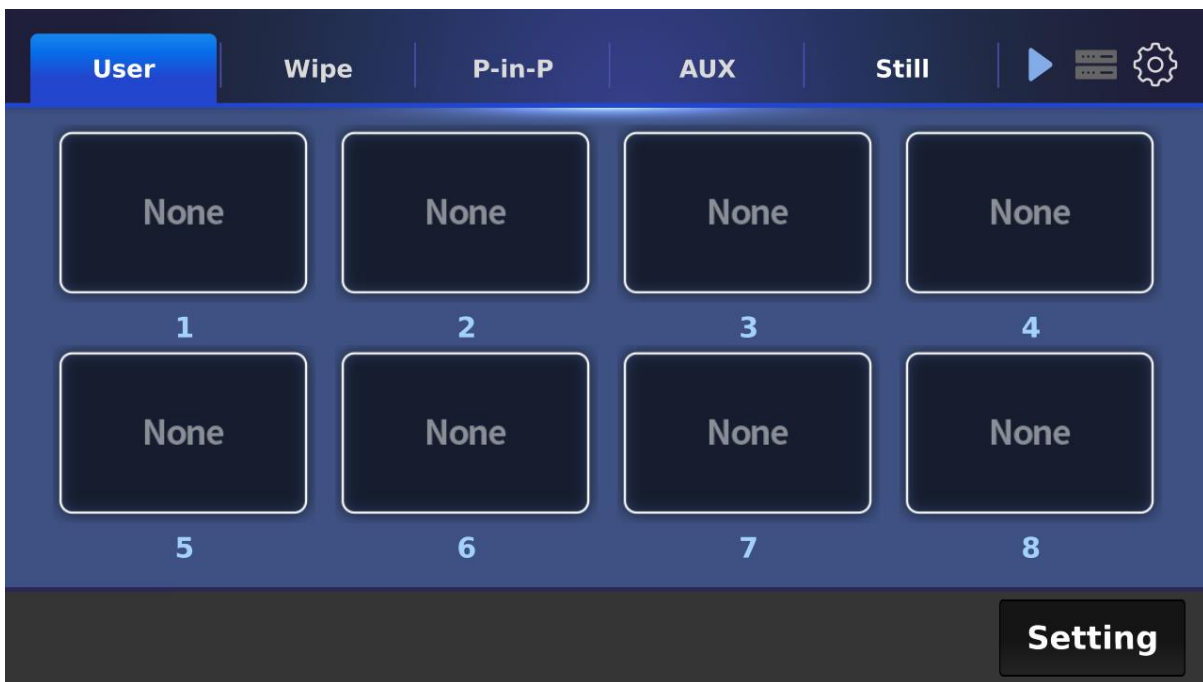 User Wipe P-in-P AUX Still
None None None None
1 2 3 4
None None None None
5 6 7 8
Setting